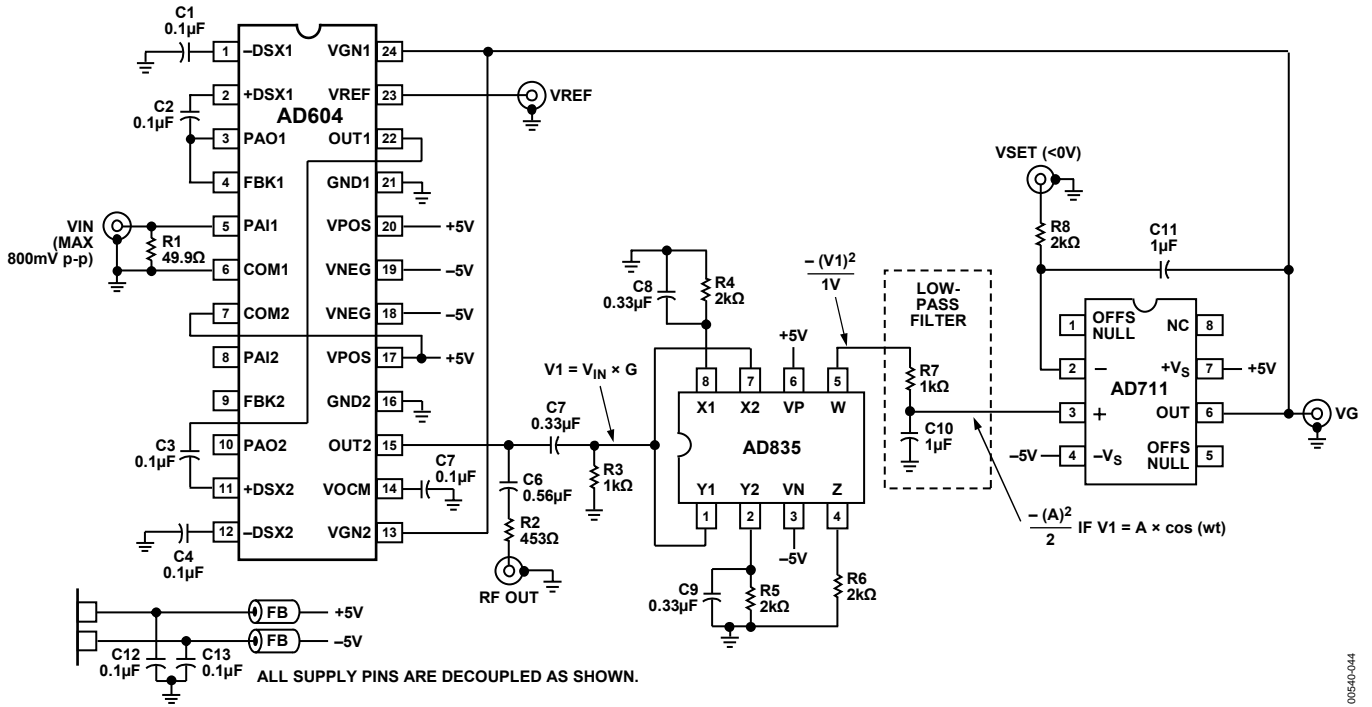 C1
0.1µF
1
–DSX1
VGN1
24
2
+DSX1
VREF
23
VREF
C2
0.1µF
AD604
3
PAO1
OUT1
22
4
FBK1
GND1
21
VIN
(MAX
800mV p-p)
R1
49.9Ω
5
PAI1
VPOS
20
+5V
6
COM1
VNEG
19
–5V
7
COM2
VNEG
18
–5V
8
PAI2
VPOS
17
+5V
9
FBK2
GND2
16
C3
0.1µF
10
PAO2
OUT2
15
11
+DSX2
VOCM
14
C7
0.1µF
12
–DSX2
VGN2
13
C4
0.1µF
C6
0.56µF
R2
453Ω
RF OUT
V1 = VIN × G
C7
0.33µF
R3
1kΩ
C8
0.33µF
R4
2kΩ
–(V1)²
1V
+5V
8
7
6
5
X1
X2
VP
W
AD835
Y1
Y2
VN
Z
1
2
3
4
–5V
C9
0.33µF
R5
2kΩ
R6
2kΩ
LOW-
PASS
FILTER
R7
1kΩ
C10
1µF
–(A)²
2
IF V1 = A × cos (wt)
VSET (<0V)
R8
2kΩ
C11
1µF
1
OFFS
NULL
NC
8
2
–
+VS
7
+5V
AD711
3
+
OUT
6
VG
–5V
4
–VS
OFFS
NULL
5
FB
+5V
FB
–5V
C12
0.1µF
C13
0.1µF
ALL SUPPLY PINS ARE DECOUPLED AS SHOWN.
00540-044